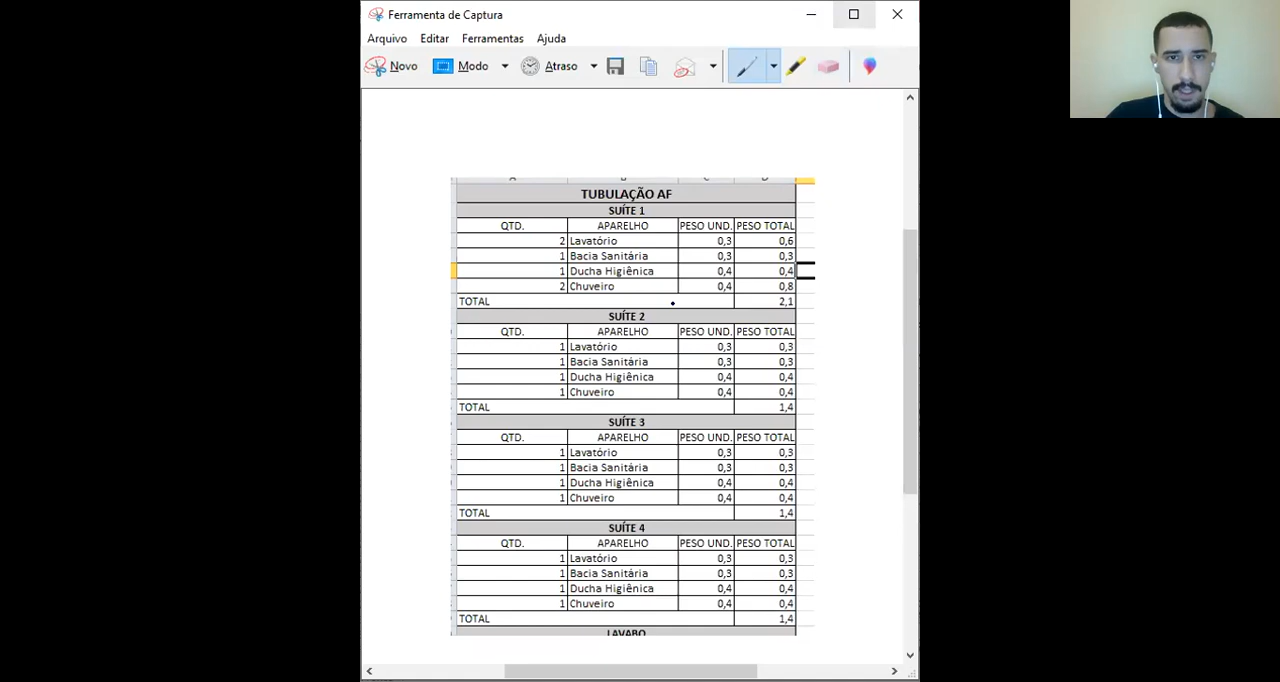 Ferramenta de Captura
Arquivo Editar Ferramentas Ajuda
Novo Modo Atraso
TUBULAÇÃO AF
SUÍTE 1
QTD. APARELHO PESO UND. PESO TOTAL
2 Lavatório 0,3 0,6
1 Bacia Sanitária 0,3 0,3
1 Ducha Higiênica 0,4 0,4
2 Chuveiro 0,4 0,8
TOTAL 2,1
SUÍTE 2
QTD. APARELHO PESO UND. PESO TOTAL
1 Lavatório 0,3 0,3
1 Bacia Sanitária 0,3 0,3
1 Ducha Higiênica 0,4 0,4
1 Chuveiro 0,4 0,4
TOTAL 1,4
SUÍTE 3
QTD. APARELHO PESO UND. PESO TOTAL
1 Lavatório 0,3 0,3
1 Bacia Sanitária 0,3 0,3
1 Ducha Higiênica 0,4 0,4
1 Chuveiro 0,4 0,4
TOTAL 1,4
SUÍTE 4
QTD. APARELHO PESO UND. PESO TOTAL
1 Lavatório 0,3 0,3
1 Bacia Sanitária 0,3 0,3
1 Ducha Higiênica 0,4 0,4
1 Chuveiro 0,4 0,4
TOTAL 1,4
LAVABO